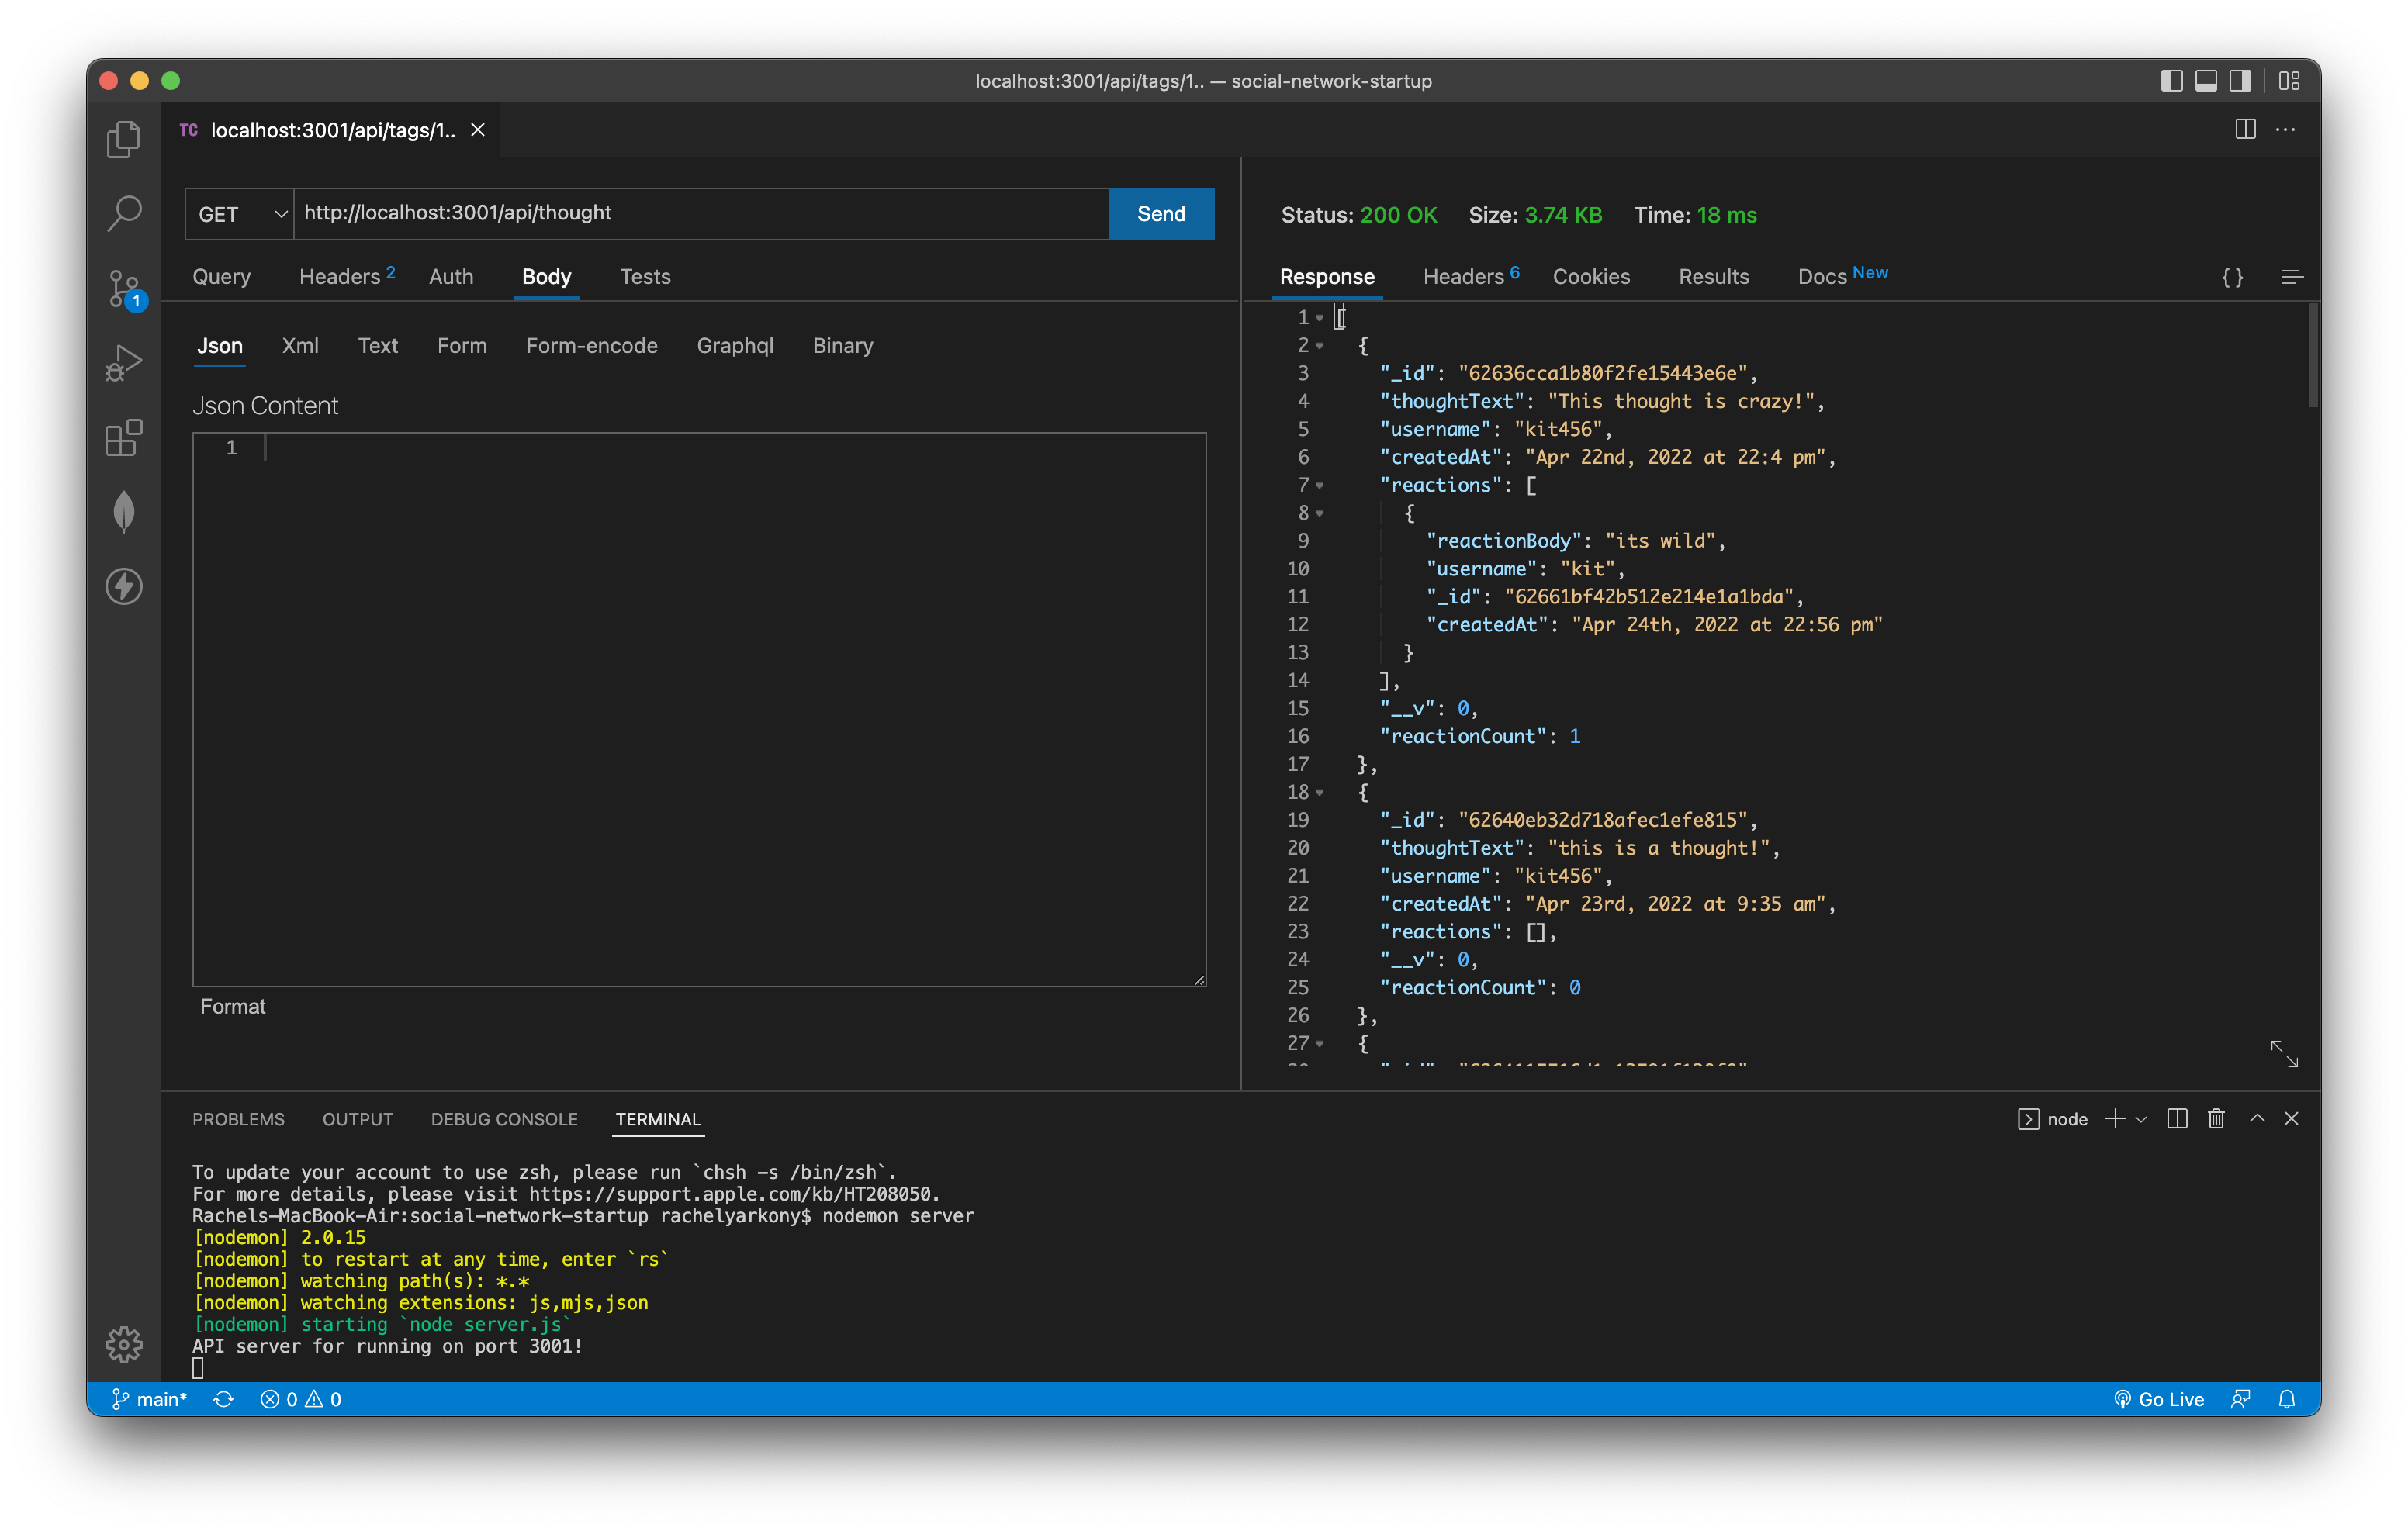 localhost:3001/api/tags/1.. — social-network-startup
TC localhost:3001/api/tags/1..
GET http://localhost:3001/api/thought Send
Query Headers 2 Auth Body Tests
Json Xml Text Form Form-encode Graphql Binary
Json Content
1
Format
Status: 200 OK Size: 3.74 KB Time: 18 ms
Response Headers 6 Cookies Results Docs New {}
1 [
2 {
3 "_id": "62636cca1b80f2fe15443e6e",
4 "thoughtText": "This thought is crazy!",
5 "username": "kit456",
6 "createdAt": "Apr 22nd, 2022 at 22:4 pm",
7 "reactions": [
8 {
9 "reactionBody": "its wild",
10 "username": "kit",
11 "_id": "62661bf42b512e214e1a1bda",
12 "createdAt": "Apr 24th, 2022 at 22:56 pm"
13 }
14 ],
15 "__v": 0,
16 "reactionCount": 1
17 },
18 {
19 "_id": "62640eb32d718afec1efe815",
20 "thoughtText": "this is a thought!",
21 "username": "kit456",
22 "createdAt": "Apr 23rd, 2022 at 9:35 am",
23 "reactions": [],
24 "__v": 0,
25 "reactionCount": 0
26 },
27 {
PROBLEMS OUTPUT DEBUG CONSOLE TERMINAL node
To update your account to use zsh, please run `chsh -s /bin/zsh`.
For more details, please visit https://support.apple.com/kb/HT208050.
Rachels-MacBook-Air:social-network-startup rachelyarkony$ nodemon server
[nodemon] 2.0.15
[nodemon] to restart at any time, enter `rs`
[nodemon] watching path(s): *.*
[nodemon] watching extensions: js,mjs,json
[nodemon] starting `node server.js`
API server for running on port 3001!
1
main* 0 0 Go Live